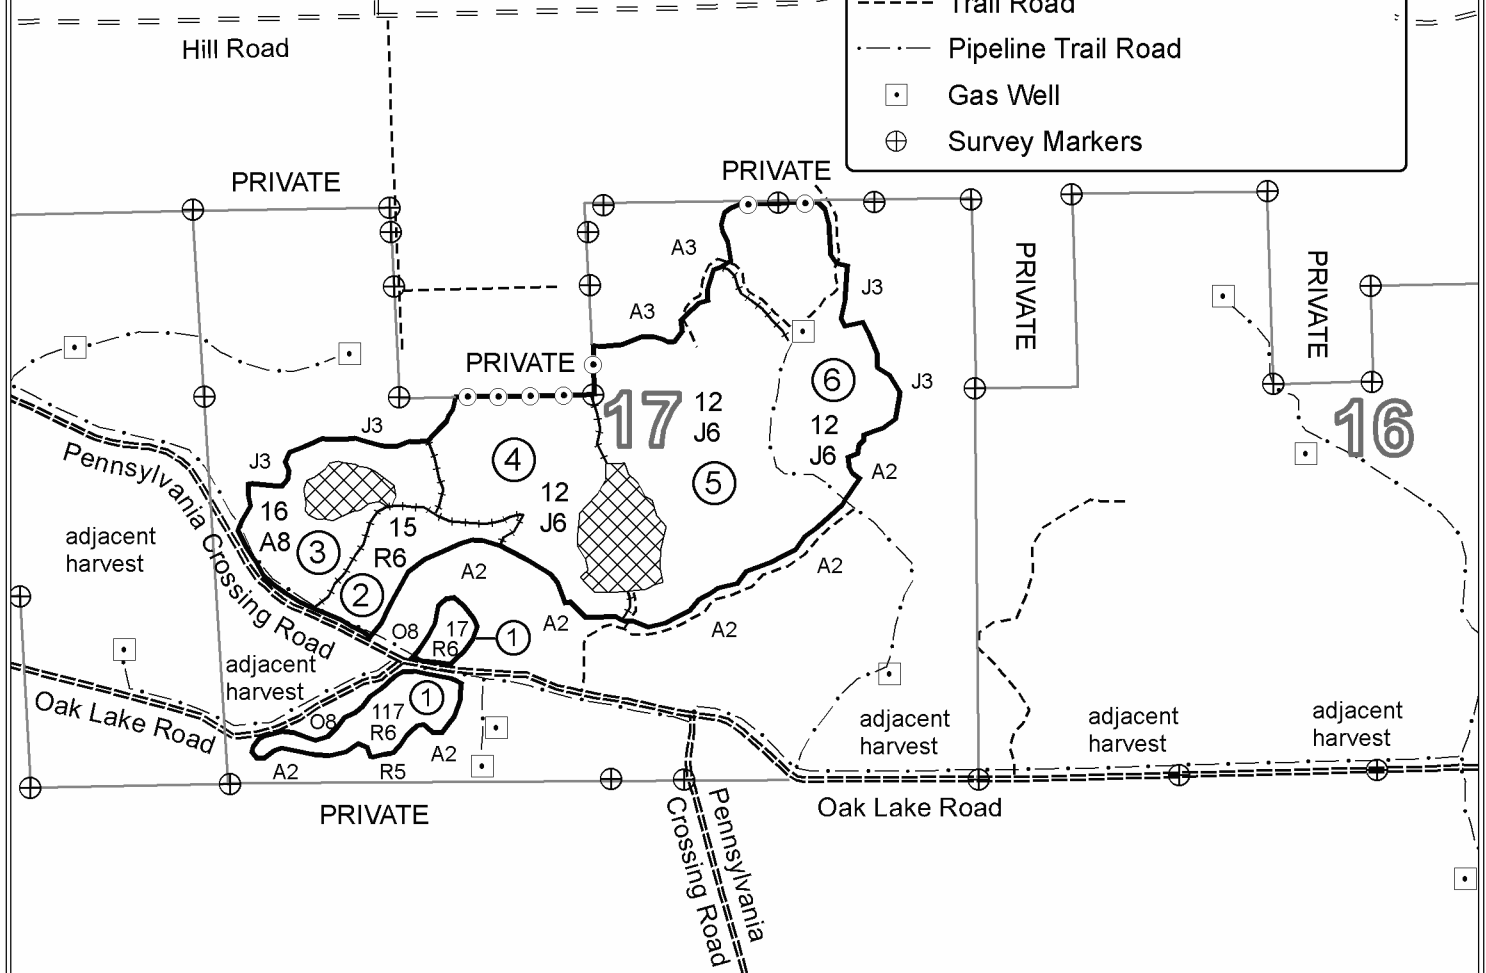 Trail Road
Hill Road
Pipeline Trail Road
Gas Well
Survey Markers
PRIVATE
PRIVATE
A3
PRIVATE
PRIVATE
J3
A3
PRIVATE
6
J3
17
12
J6
16
J3
12
J6
J3
4
A2
5
Pennsylvania Crossing Road
12
J6
16
A8
15
R6
3
adjacent
harvest
A2
A2
2
A2
A2
O8
17
R6
1
adjacent
harvest
Oak Lake Road
1
117
R6
O8
A2
A2
R5
adjacent
harvest
adjacent
harvest
adjacent
harvest
PRIVATE
Oak Lake Road
Pennsylvania
Crossing Road